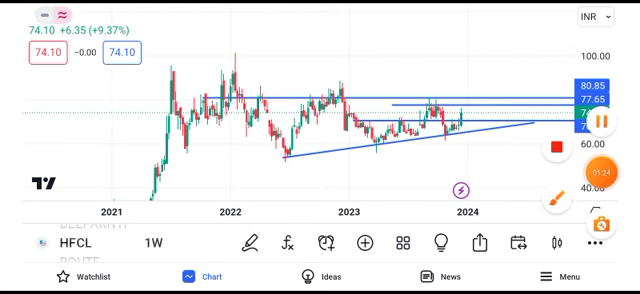 INR
74.10 +6.35 (+9.37%)
74.10 −0.00 74.10
100.00
80.85
77.65
60.00
01:24
40.00
2021 2022 2023 2024
HFCL 1W
Watchlist Chart Ideas News Menu